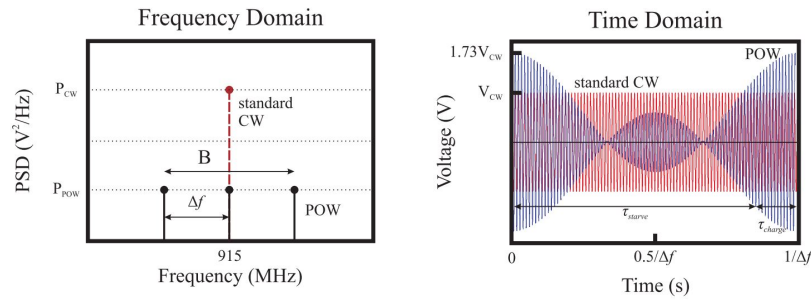 Frequency Domain
PSD (V²/Hz)
P_CW
P_POW
standard
CW
B
Δf
POW
915
Frequency (MHz)
Time Domain
Voltage (V)
1.73V_CW
V_CW
POW
standard CW
τ_starve
τ_charge
0
0.5/Δf
1/Δf
Time (s)